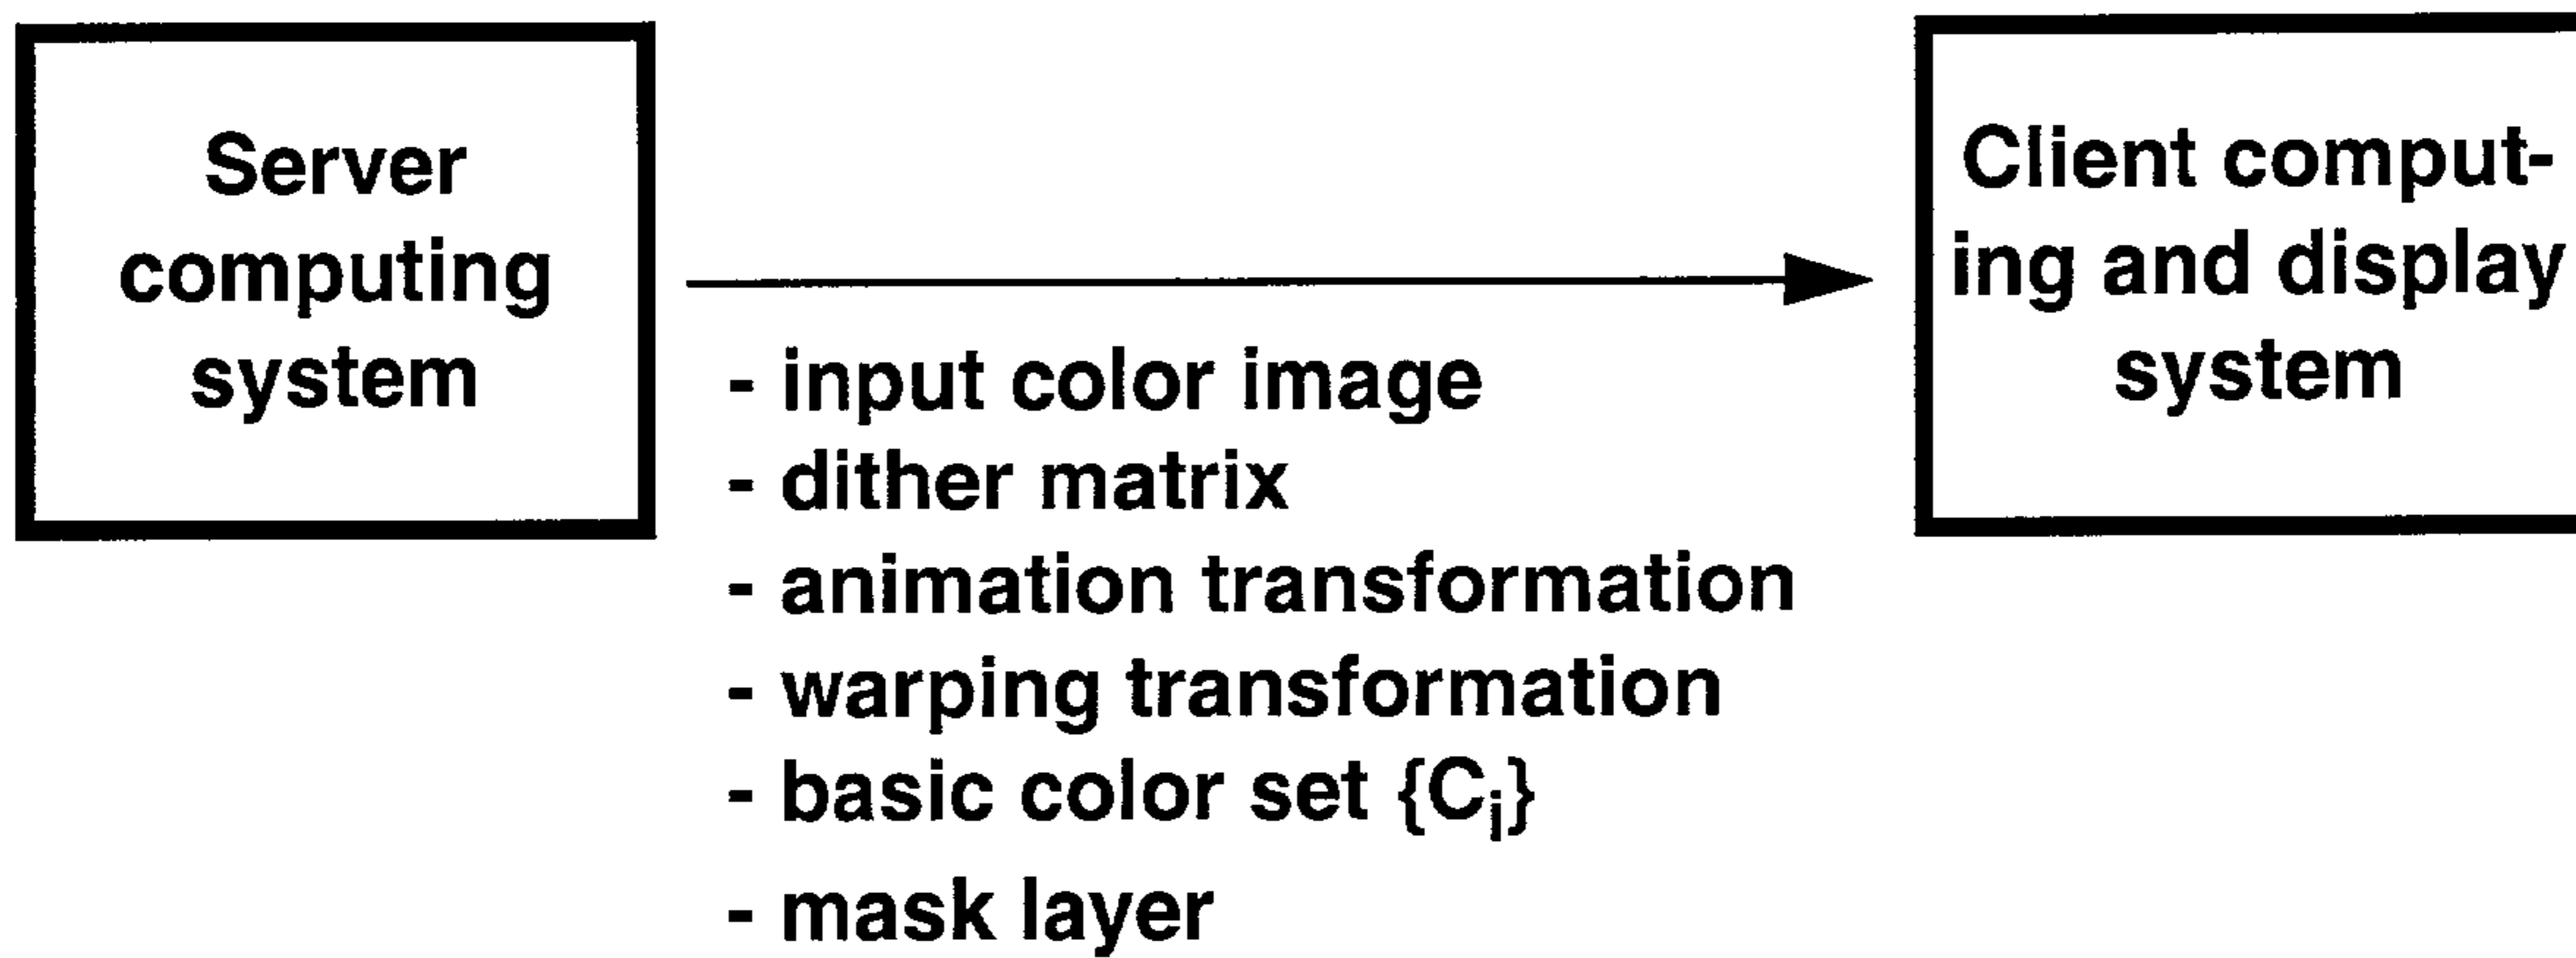 Server
computing
system
Client comput-
ing and display
system
- input color image
- dither matrix
- animation transformation
- warping transformation
- basic color set {Ci}
- mask layer